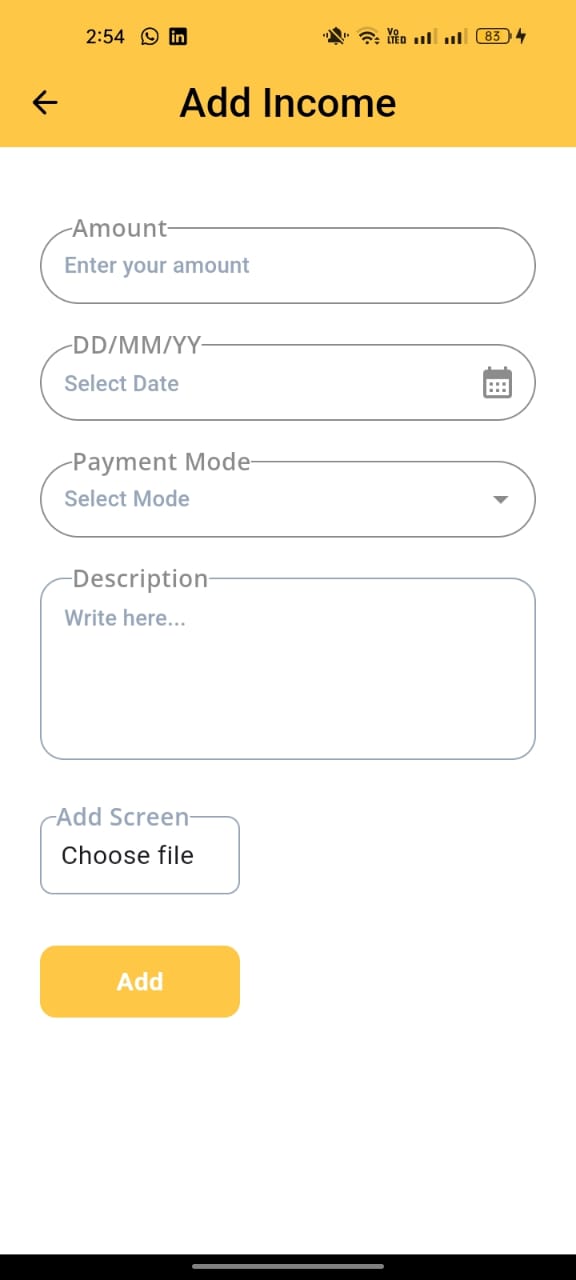 2:54 Vo LTED 83
Add Income
Amount
Enter your amount
DD/MM/YY
Select Date
Payment Mode
Select Mode
Description
Write here...
Add Screen
Choose file
Add